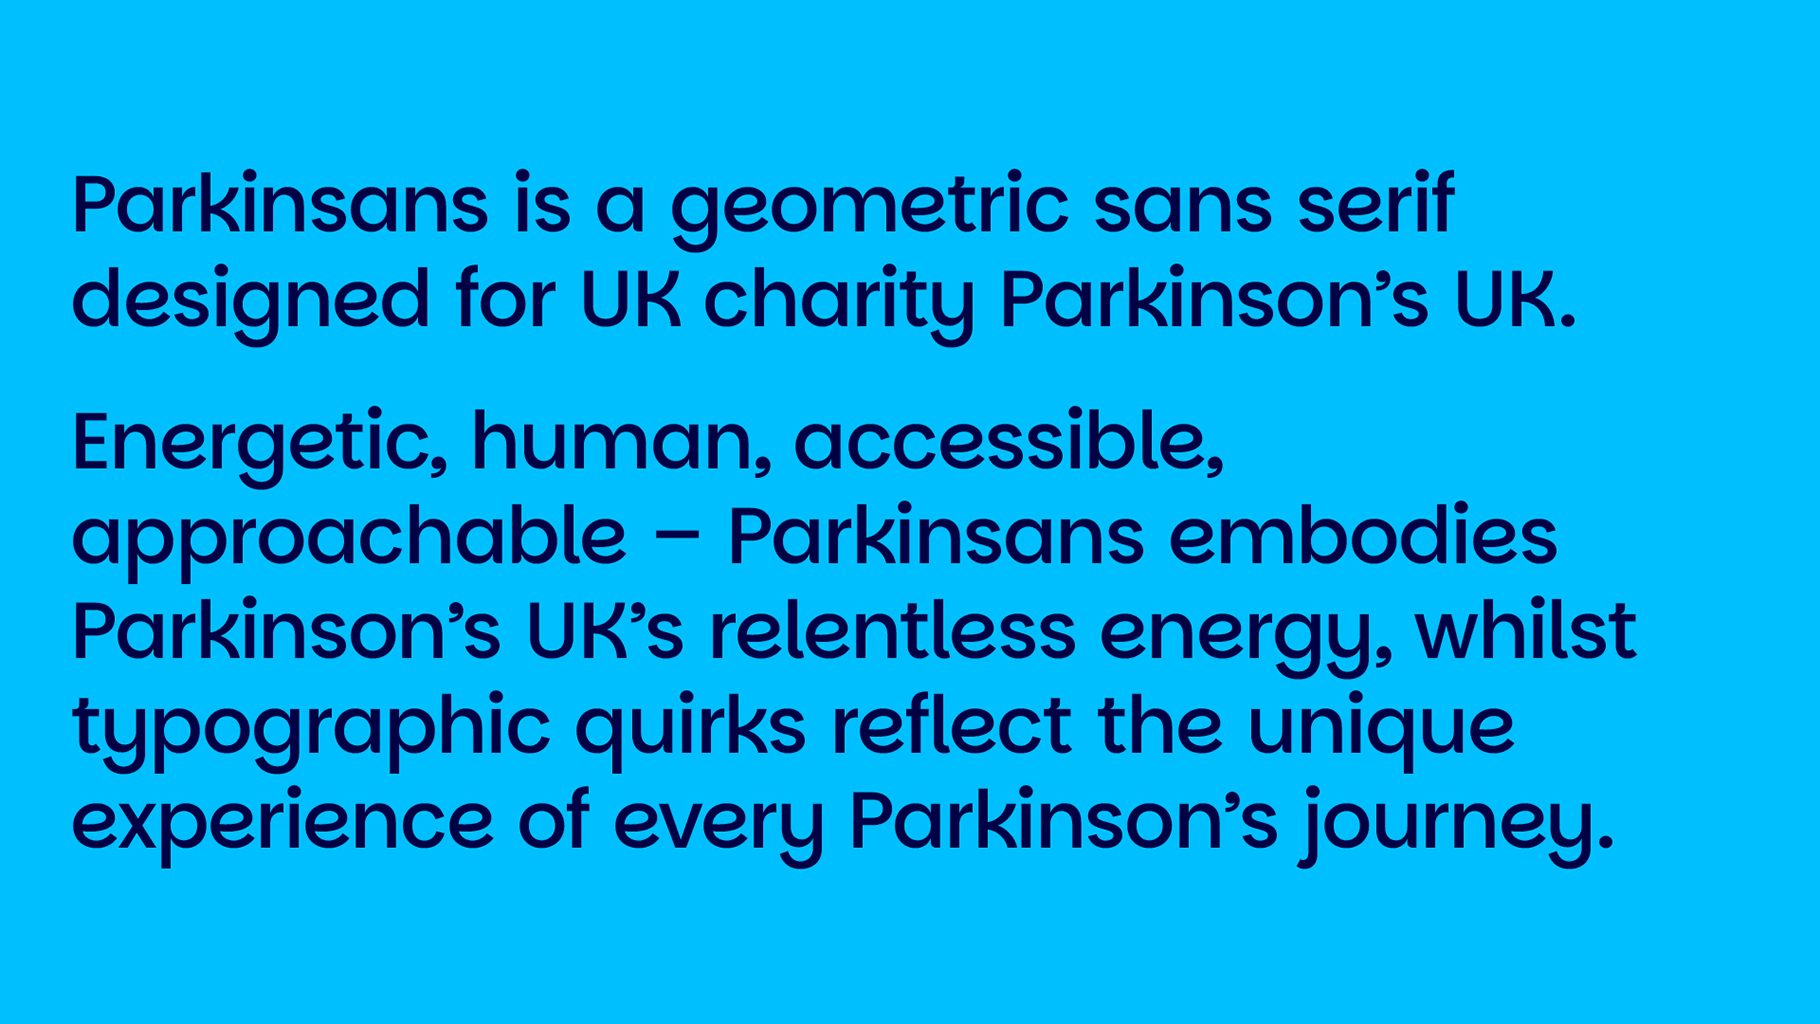 Parkinsans is a geometric sans serif
designed for UK charity Parkinson’s UK.
Energetic, human, accessible,
approachable – Parkinsans embodies
Parkinson’s UK’s relentless energy, whilst
typographic quirks reflect the unique
experience of every Parkinson’s journey.